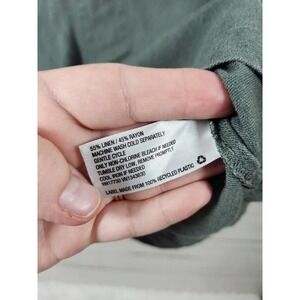 55% LINEN / 45% RAYON
MACHINE WASH COLD SEPARATELY
GENTLE CYCLE
ONLY NON-CHLORINE BLEACH IF NEEDED
TUMBLE DRY LOW, REMOVE PROMPTLY
COOL IRON IF NEEDED
LABEL MADE FROM 100% RECYCLED PLASTIC